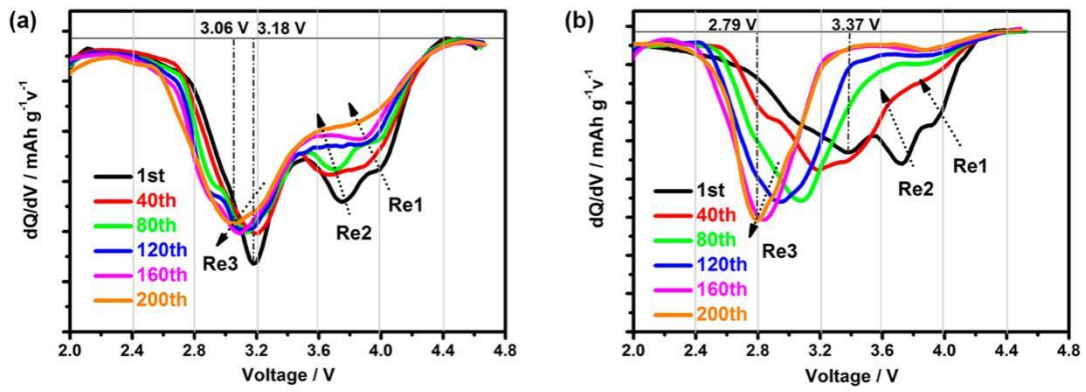 (a)
3.06 V
3.18 V
dQ/dV / mAh g⁻¹v⁻¹
1st
40th
80th
120th
160th
200th
Re3
Re2
Re1
2.0 2.4 2.8 3.2 3.6 4.0 4.4 4.8
Voltage / V
(b)
2.79 V
3.37 V
dQ/dV / mAh g⁻¹v⁻¹
1st
40th
80th
120th
160th
200th
Re3
Re2
Re1
2.0 2.4 2.8 3.2 3.6 4.0 4.4 4.8
Voltage / V